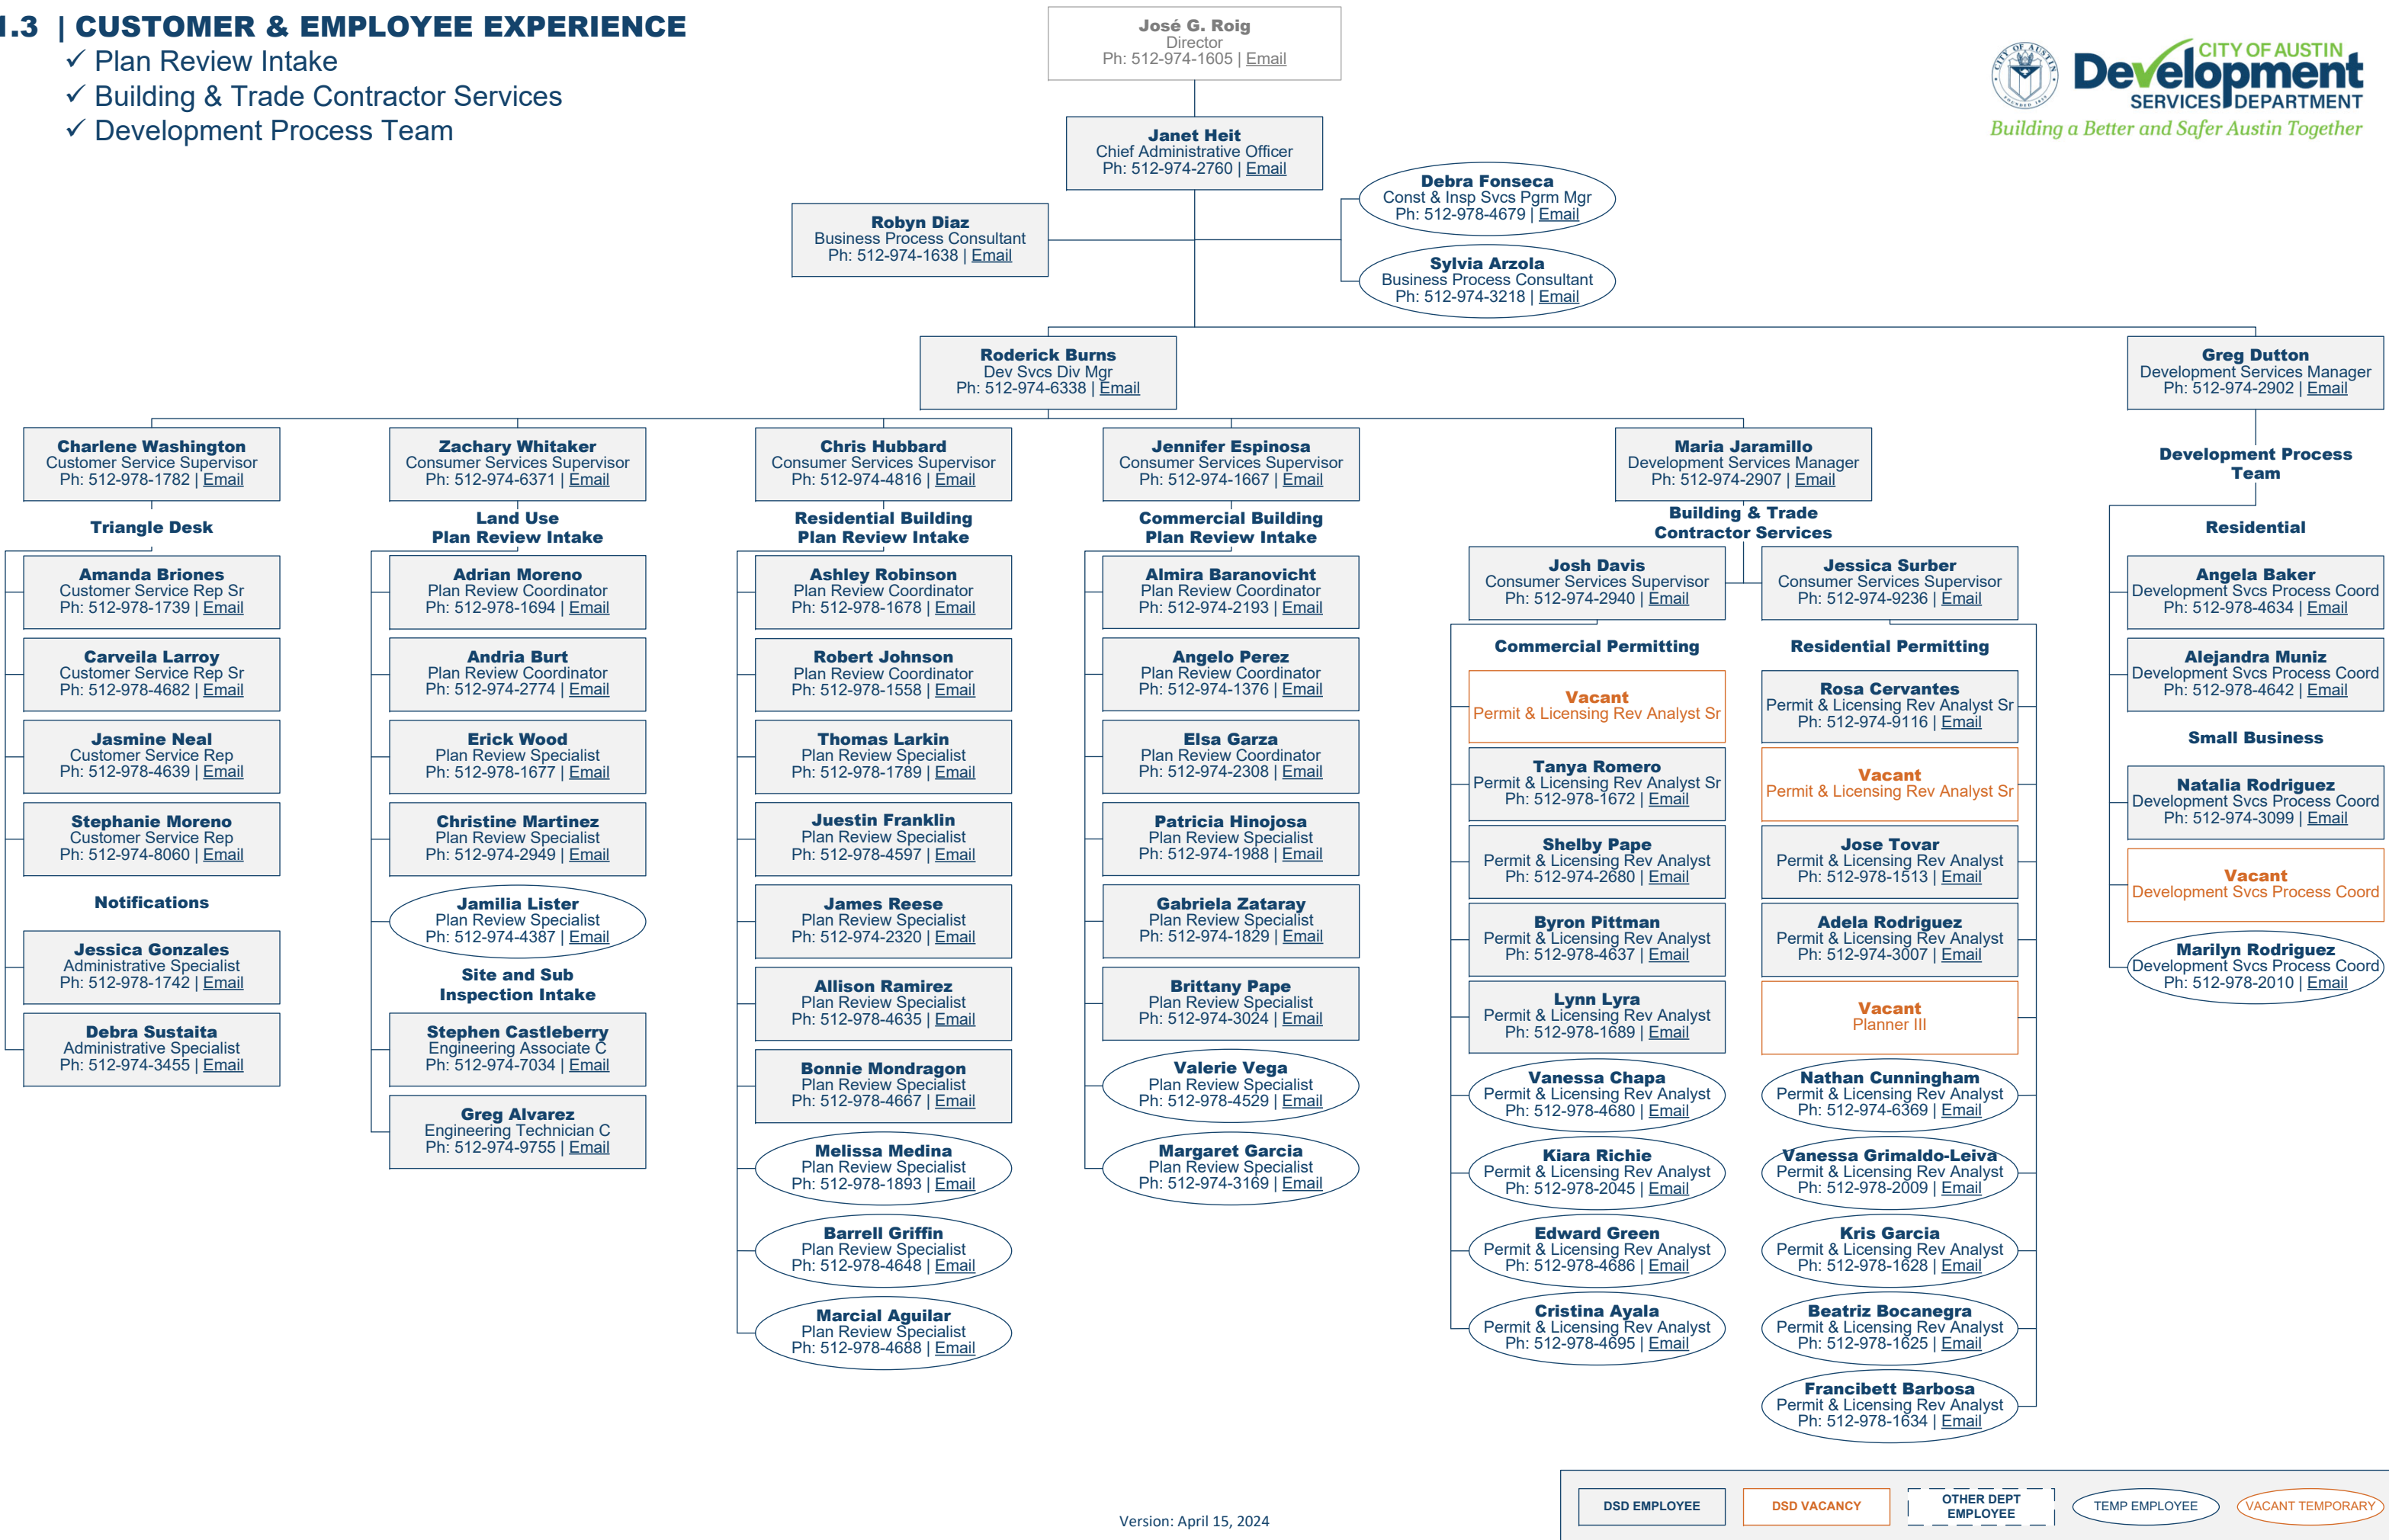 1.3 | CUSTOMER & EMPLOYEE EXPERIENCE
✓ Plan Review Intake
✓ Building & Trade Contractor Services
✓ Development Process Team
CITY OF AUSTIN
FOUNDED 1839
CITY OF AUSTIN
Development
SERVICES DEPARTMENT
Building a Better and Safer Austin Together
José G. Roig
Director
Ph: 512-974-1605 | Email
Janet Heit
Chief Administrative Officer
Ph: 512-974-2760 | Email
Robyn Diaz
Business Process Consultant
Ph: 512-974-1638 | Email
Debra Fonseca
Const & Insp Svcs Pgrm Mgr
Ph: 512-978-4679 | Email
Sylvia Arzola
Business Process Consultant
Ph: 512-974-3218 | Email
Roderick Burns
Dev Svcs Div Mgr
Ph: 512-974-6338 | Email
Greg Dutton
Development Services Manager
Ph: 512-974-2902 | Email
Charlene Washington
Customer Service Supervisor
Ph: 512-978-1782 | Email
Triangle Desk
Amanda Briones
Customer Service Rep Sr
Ph: 512-978-1739 | Email
Carveila Larroy
Customer Service Rep Sr
Ph: 512-978-4682 | Email
Jasmine Neal
Customer Service Rep
Ph: 512-978-4639 | Email
Stephanie Moreno
Customer Service Rep
Ph: 512-974-8060 | Email
Notifications
Jessica Gonzales
Administrative Specialist
Ph: 512-978-1742 | Email
Debra Sustaita
Administrative Specialist
Ph: 512-974-3455 | Email
Zachary Whitaker
Consumer Services Supervisor
Ph: 512-974-6371 | Email
Land Use
Plan Review Intake
Adrian Moreno
Plan Review Coordinator
Ph: 512-978-1694 | Email
Andria Burt
Plan Review Coordinator
Ph: 512-974-2774 | Email
Erick Wood
Plan Review Specialist
Ph: 512-978-1677 | Email
Christine Martinez
Plan Review Specialist
Ph: 512-974-2949 | Email
Jamilia Lister
Plan Review Specialist
Ph: 512-974-4387 | Email
Site and Sub
Inspection Intake
Stephen Castleberry
Engineering Associate C
Ph: 512-974-7034 | Email
Greg Alvarez
Engineering Technician C
Ph: 512-974-9755 | Email
Chris Hubbard
Consumer Services Supervisor
Ph: 512-974-4816 | Email
Residential Building
Plan Review Intake
Ashley Robinson
Plan Review Coordinator
Ph: 512-978-1678 | Email
Robert Johnson
Plan Review Coordinator
Ph: 512-978-1558 | Email
Thomas Larkin
Plan Review Specialist
Ph: 512-978-1789 | Email
Juestin Franklin
Plan Review Specialist
Ph: 512-978-4597 | Email
James Reese
Plan Review Specialist
Ph: 512-974-2320 | Email
Allison Ramirez
Plan Review Specialist
Ph: 512-978-4635 | Email
Bonnie Mondragon
Plan Review Specialist
Ph: 512-978-4667 | Email
Melissa Medina
Plan Review Specialist
Ph: 512-978-1893 | Email
Barrell Griffin
Plan Review Specialist
Ph: 512-978-4648 | Email
Marcial Aguilar
Plan Review Specialist
Ph: 512-978-4688 | Email
Jennifer Espinosa
Consumer Services Supervisor
Ph: 512-974-1667 | Email
Commercial Building
Plan Review Intake
Almira Baranovicht
Plan Review Coordinator
Ph: 512-974-2193 | Email
Angelo Perez
Plan Review Coordinator
Ph: 512-974-1376 | Email
Elsa Garza
Plan Review Coordinator
Ph: 512-974-2308 | Email
Patricia Hinojosa
Plan Review Specialist
Ph: 512-974-1988 | Email
Gabriela Zataray
Plan Review Specialist
Ph: 512-974-1829 | Email
Brittany Pape
Plan Review Specialist
Ph: 512-974-3024 | Email
Valerie Vega
Plan Review Specialist
Ph: 512-978-4529 | Email
Margaret Garcia
Plan Review Specialist
Ph: 512-974-3169 | Email
Maria Jaramillo
Development Services Manager
Ph: 512-974-2907 | Email
Building & Trade
Contractor Services
Josh Davis
Consumer Services Supervisor
Ph: 512-974-2940 | Email
Commercial Permitting
Vacant
Permit & Licensing Rev Analyst Sr
Tanya Romero
Permit & Licensing Rev Analyst Sr
Ph: 512-978-1672 | Email
Shelby Pape
Permit & Licensing Rev Analyst
Ph: 512-974-2680 | Email
Byron Pittman
Permit & Licensing Rev Analyst
Ph: 512-978-4637 | Email
Lynn Lyra
Permit & Licensing Rev Analyst
Ph: 512-978-1689 | Email
Vanessa Chapa
Permit & Licensing Rev Analyst
Ph: 512-978-4680 | Email
Kiara Richie
Permit & Licensing Rev Analyst
Ph: 512-978-2045 | Email
Edward Green
Permit & Licensing Rev Analyst
Ph: 512-978-4686 | Email
Cristina Ayala
Permit & Licensing Rev Analyst
Ph: 512-978-4695 | Email
Jessica Surber
Consumer Services Supervisor
Ph: 512-974-9236 | Email
Residential Permitting
Rosa Cervantes
Permit & Licensing Rev Analyst Sr
Ph: 512-974-9116 | Email
Vacant
Permit & Licensing Rev Analyst Sr
Jose Tovar
Permit & Licensing Rev Analyst
Ph: 512-978-1513 | Email
Adela Rodriguez
Permit & Licensing Rev Analyst
Ph: 512-974-3007 | Email
Vacant
Planner III
Nathan Cunningham
Permit & Licensing Rev Analyst
Ph: 512-974-6369 | Email
Vanessa Grimaldo-Leiva
Permit & Licensing Rev Analyst
Ph: 512-978-2009 | Email
Kris Garcia
Permit & Licensing Rev Analyst
Ph: 512-978-1628 | Email
Beatriz Bocanegra
Permit & Licensing Rev Analyst
Ph: 512-978-1625 | Email
Francibett Barbosa
Permit & Licensing Rev Analyst
Ph: 512-978-1634 | Email
Development Process
Team
Residential
Angela Baker
Development Svcs Process Coord
Ph: 512-978-4634 | Email
Alejandra Muniz
Development Svcs Process Coord
Ph: 512-978-4642 | Email
Small Business
Natalia Rodriguez
Development Svcs Process Coord
Ph: 512-974-3099 | Email
Vacant
Development Svcs Process Coord
Marilyn Rodriguez
Development Svcs Process Coord
Ph: 512-978-2010 | Email
Version: April 15, 2024
DSD EMPLOYEE
DSD VACANCY
OTHER DEPT
EMPLOYEE
TEMP EMPLOYEE
VACANT TEMPORARY